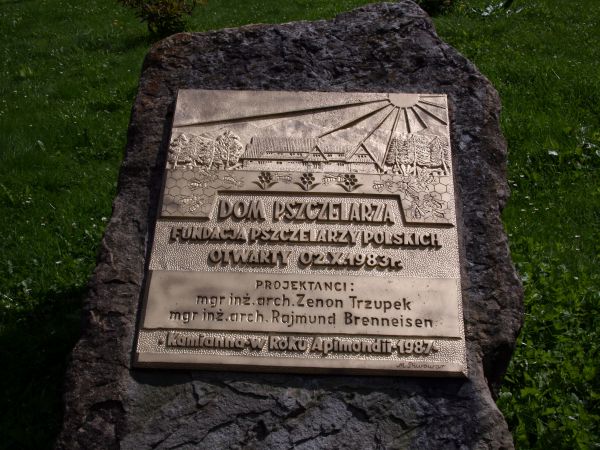 DOM PSZCZELARZA
FUNDACJA PSZCZELARZY POLSKICH
OTWARTY 02.X.1983r.
PROJEKTANCI:
mgr inż. arch. Zenon Trzupek
mgr inż. arch. Rajmund Brenneisen
Kamianna-w Roku Apimondii-1987